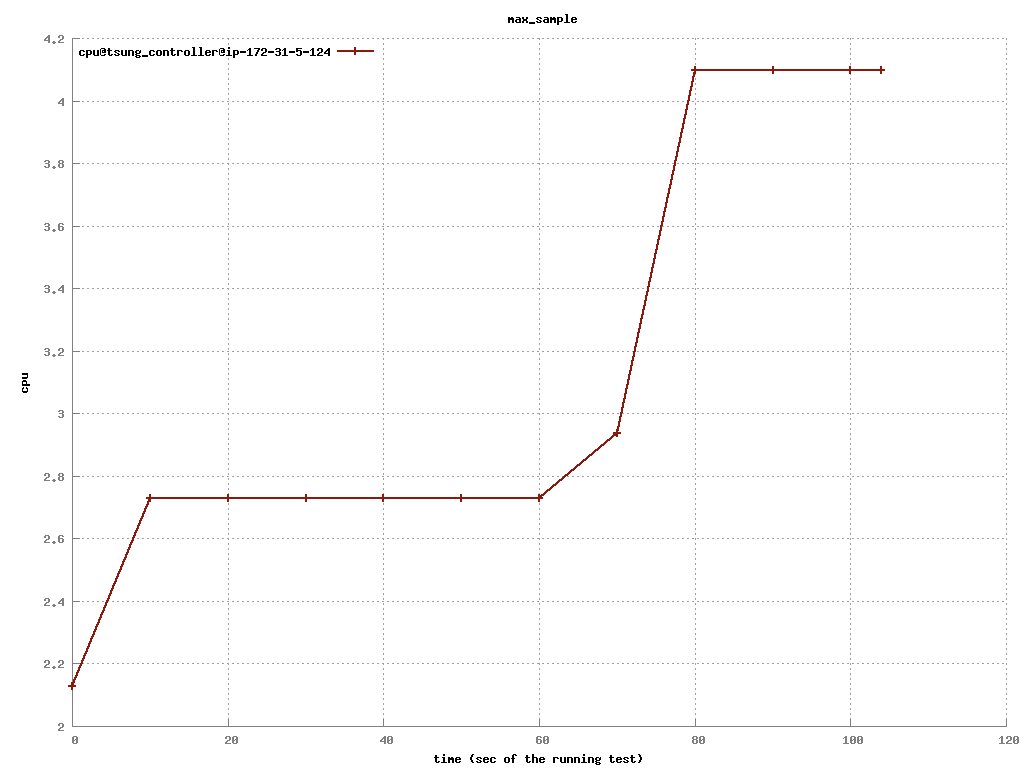 max_sample
cpu@tsung_controller@ip-172-31-5-124
4.2
4
3.8
3.6
3.4
3.2
3
2.8
2.6
2.4
2.2
2
cpu
0 20 40 60 80 100 120
time (sec of the running test)